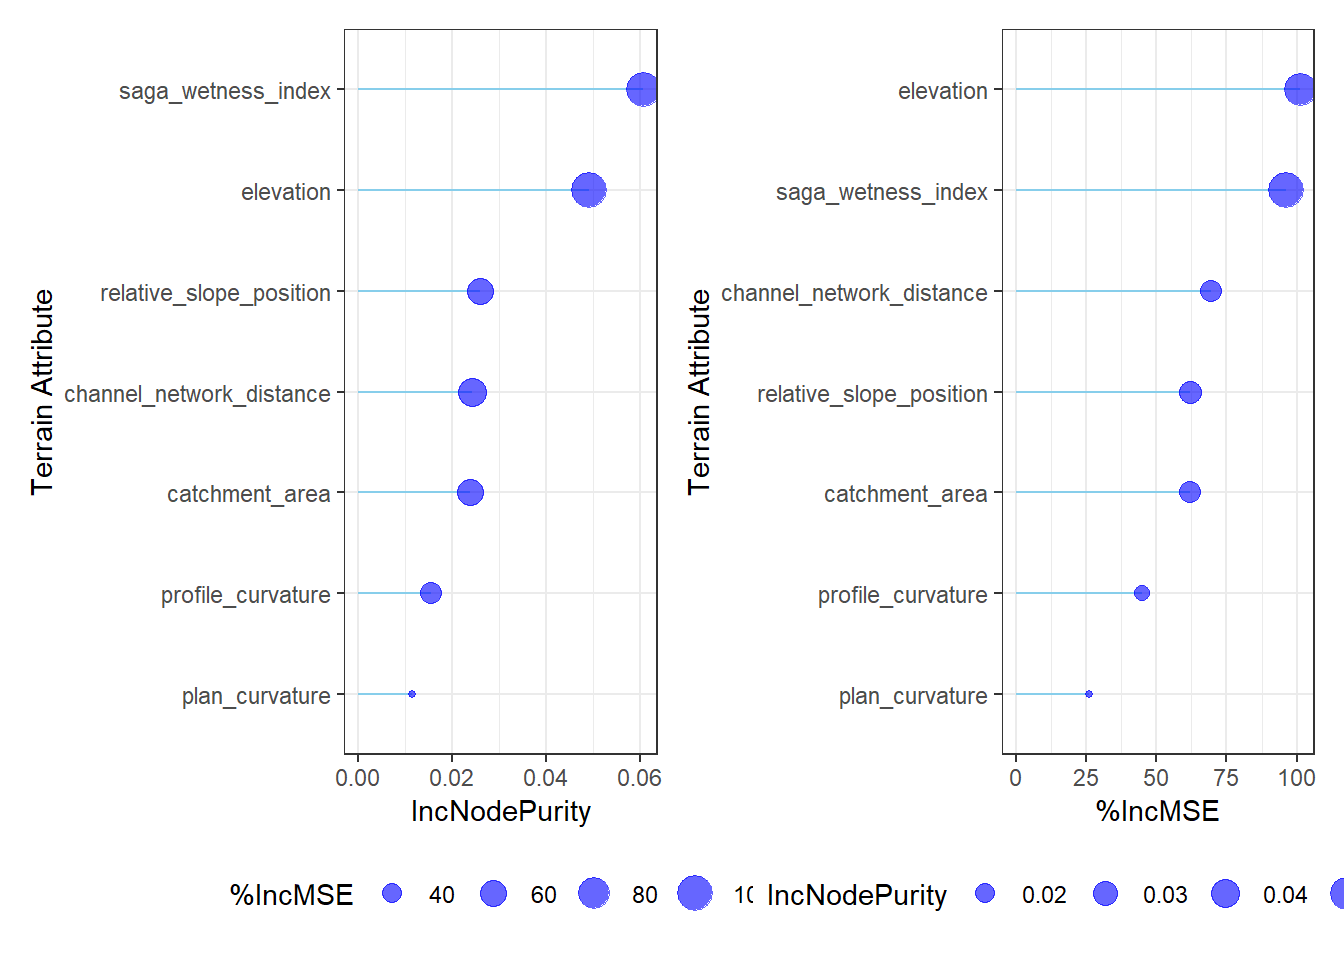 Terrain Attribute
saga_wetness_index
elevation
relative_slope_position
channel_network_distance
catchment_area
profile_curvature
plan_curvature
0.00 0.02 0.04 0.06
IncNodePurity
Terrain Attribute
elevation
saga_wetness_index
channel_network_distance
relative_slope_position
catchment_area
profile_curvature
plan_curvature
0 25 50 75 100
%IncMSE
%IncMSE 40 60 80
IncNodePurity 0.02 0.03 0.04